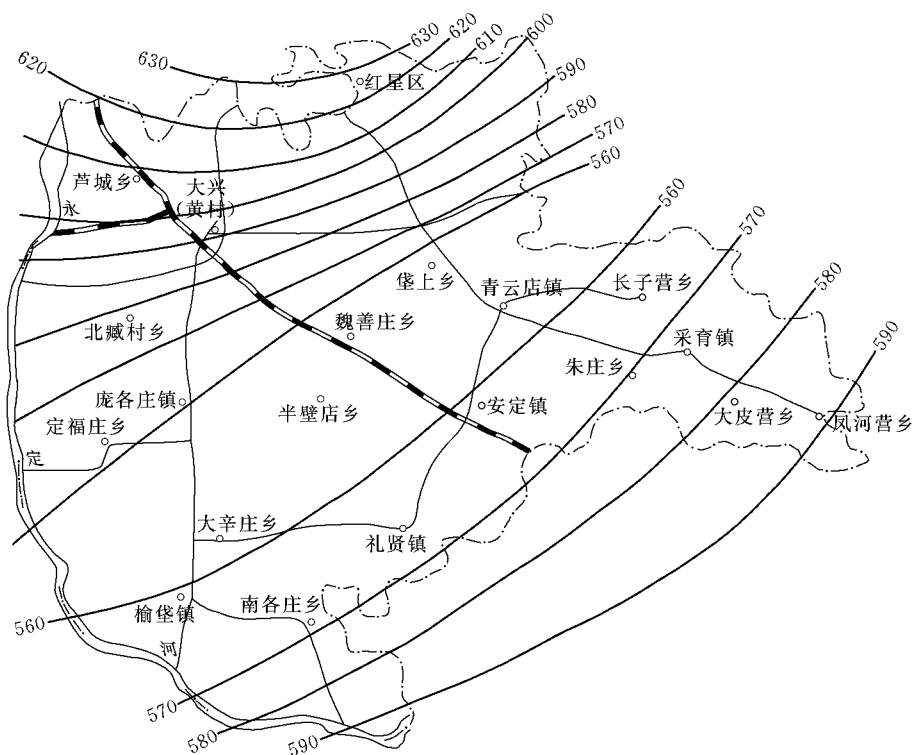 630
620
610
600
620
630
红星区
590
580
570
560
芦城乡
大兴
(黄村)
永
560
570
垡上乡
青云店镇
长子营乡
580
北臧村乡
魏善庄乡
采育镇
590
朱庄乡
庞各庄镇
半壁店乡
安定镇
大皮营乡
凤河营乡
定福庄乡
定
大辛庄乡
礼贤镇
榆垡镇
南各庄乡
560
河
570
580
590